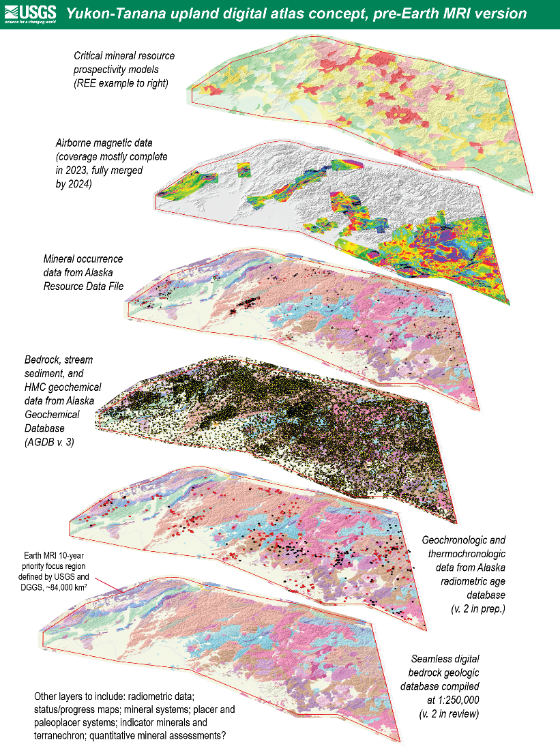 USGS
science for a changing world
Yukon-Tanana upland digital atlas concept, pre-Earth MRI version
Critical mineral resource
prospectivity models
(REE example to right)
Airborne magnetic data
(coverage mostly complete
in 2023, fully merged
by 2024)
Mineral occurrence
data from Alaska
Resource Data File
Bedrock, stream
sediment, and
HMC geochemical
data from Alaska
Geochemical
Database
(AGDB v. 3)
Geochronologic and
thermochronologic
data from Alaska
radiometric age
database
(v. 2 in prep.)
Earth MRI 10-year
priority focus region
defined by USGS and
DGGS, ~84,000 km²
Seamless digital
bedrock geologic
database compiled
at 1:250,000
(v. 2 in review)
Other layers to include: radiometric data;
status/progress maps; mineral systems; placer and
paleoplacer systems; indicator minerals and
terranechron; quantitative mineral assessments?